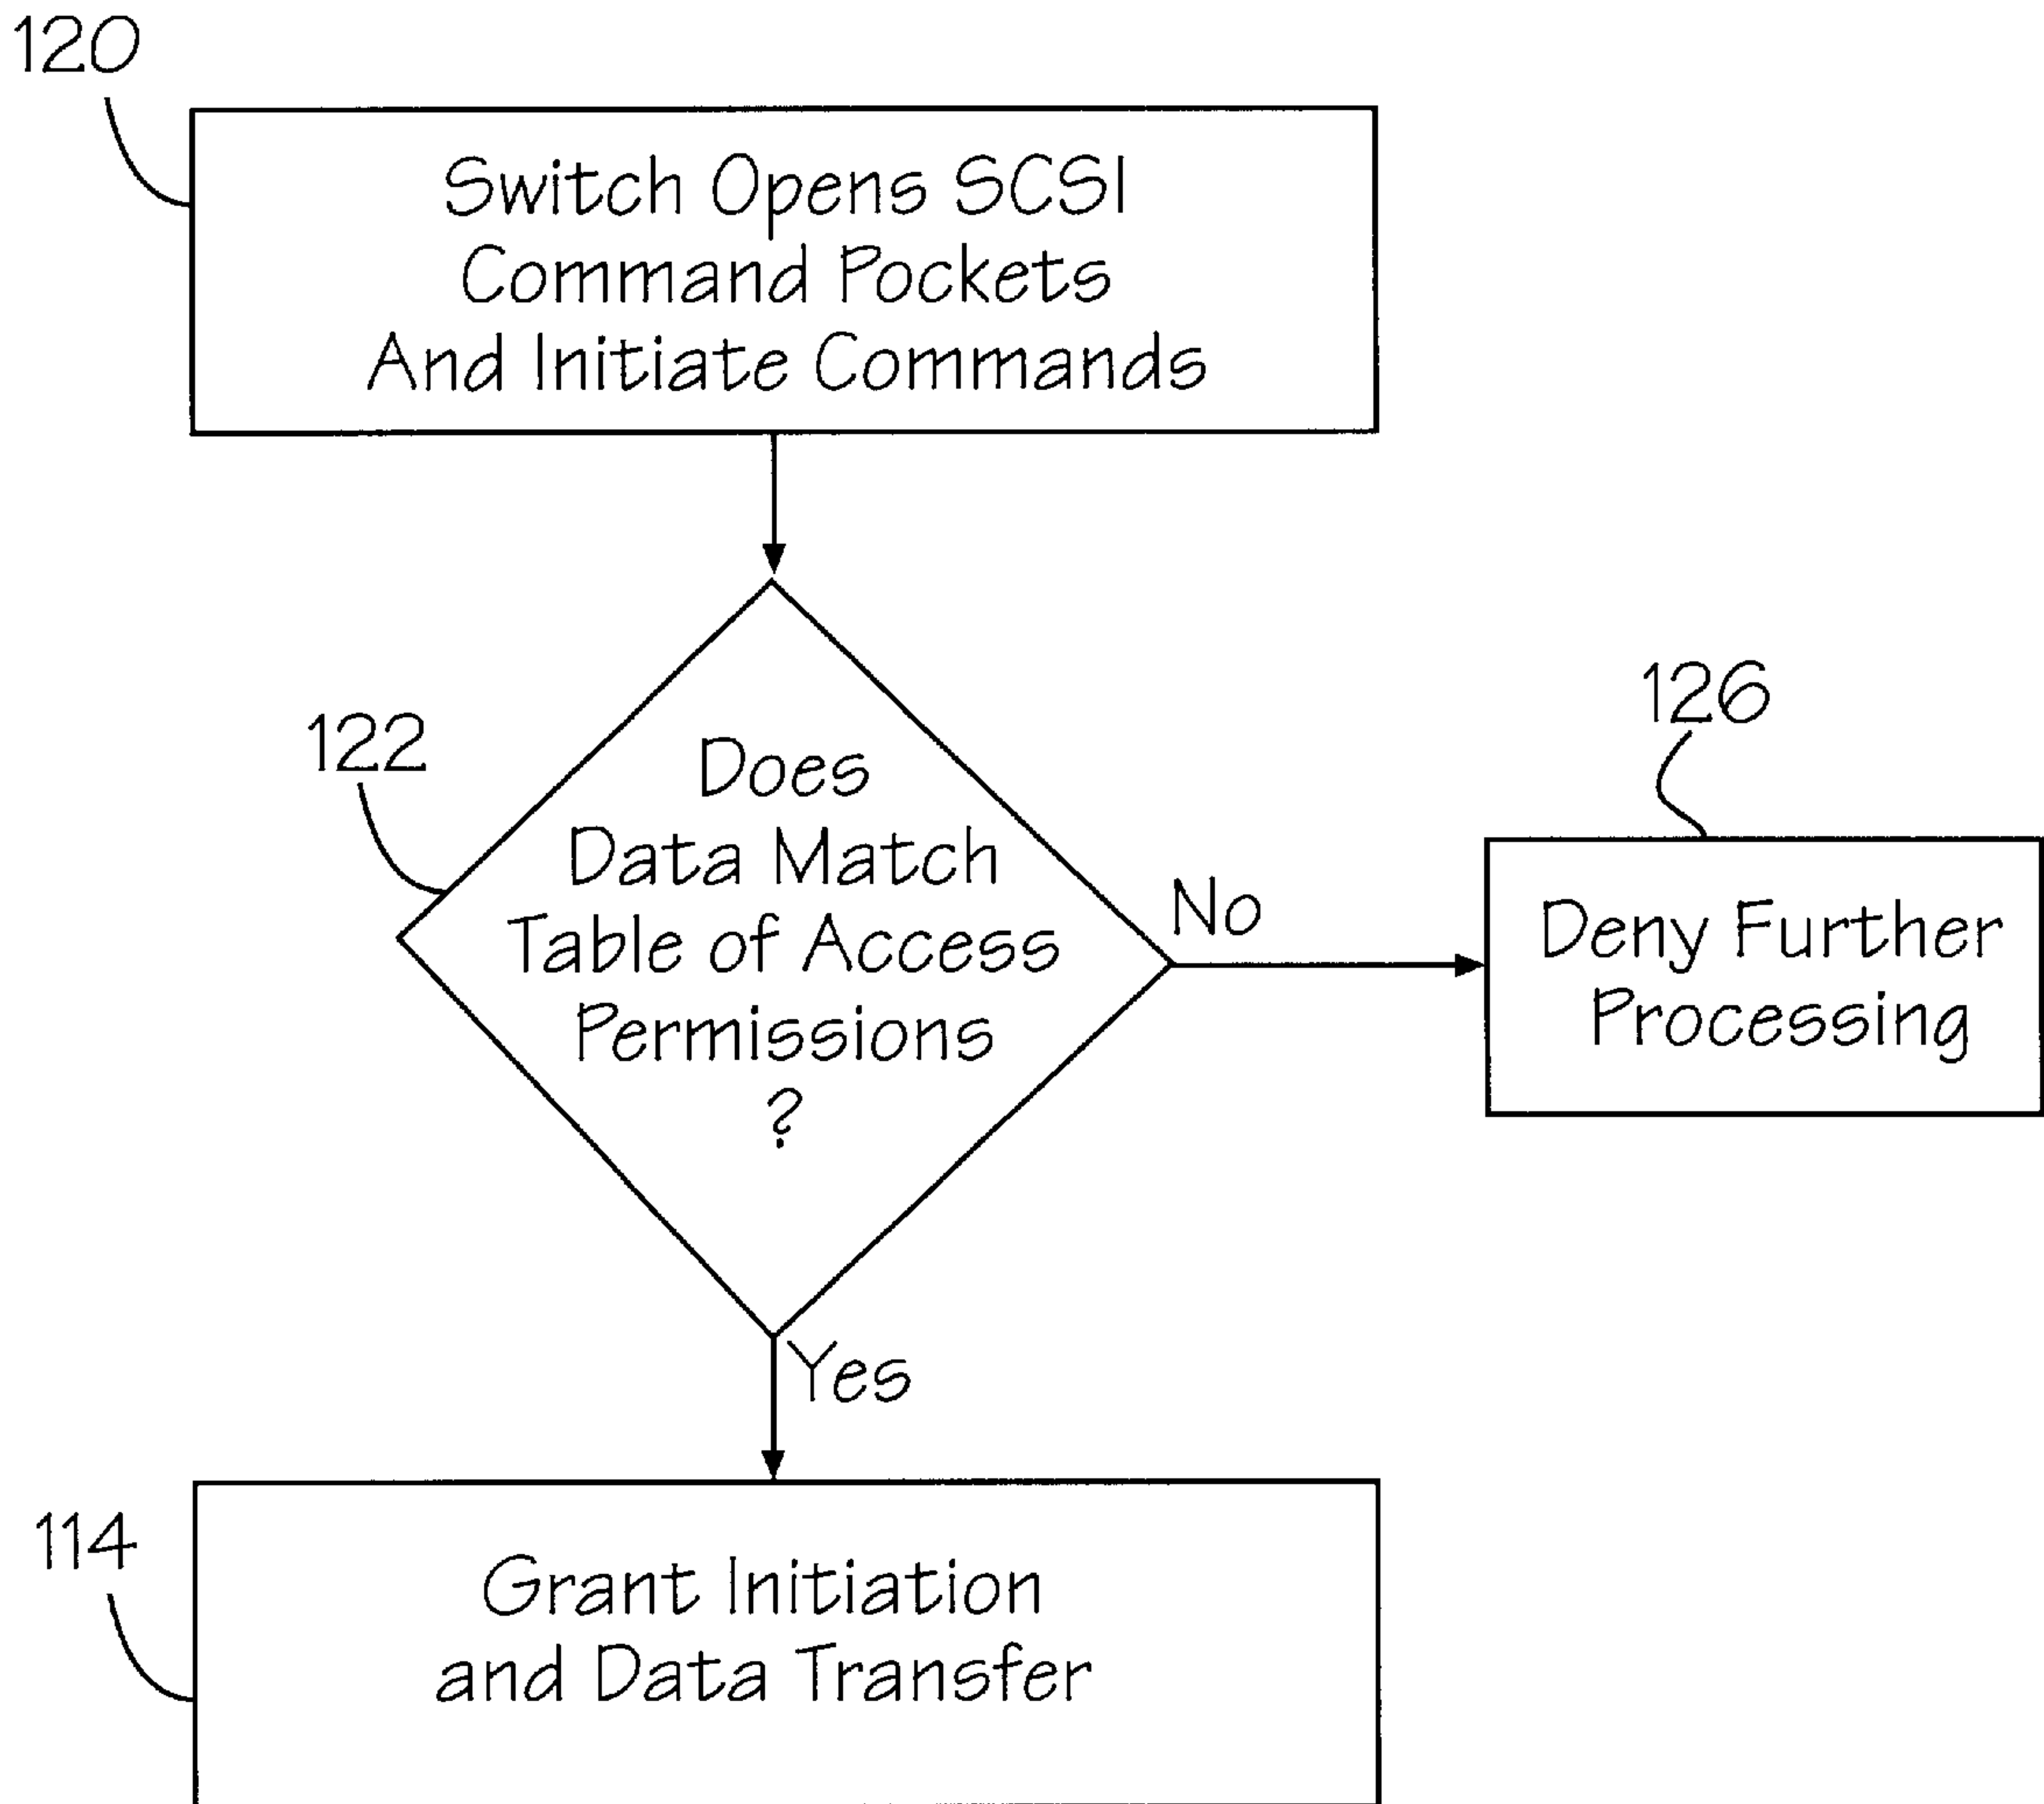 120
Switch Opens SCSI
Command Pockets
And Initiate Commands
122
Does
Data Match
Table of Access
Permissions
?
No
126
Deny Further
Processing
Yes
114
Grant Initiation
and Data Transfer